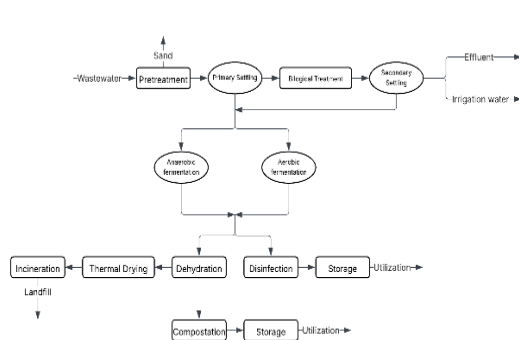 Sand
Wastewater
Pretreatment
Primary Settling
Bilogical Treatment
Secondary
Settling
Effluent
Irrigation water
Anaerobic
fermentation
Aerobic
fermentation
Incineration
Thermal Drying
Dehydration
Disinfection
Storage
Utilization
Landfill
Compostation
Storage
Utilization